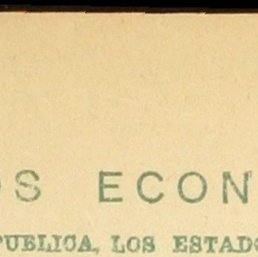 OS ECON
PUBLICA, LOS ESTADO